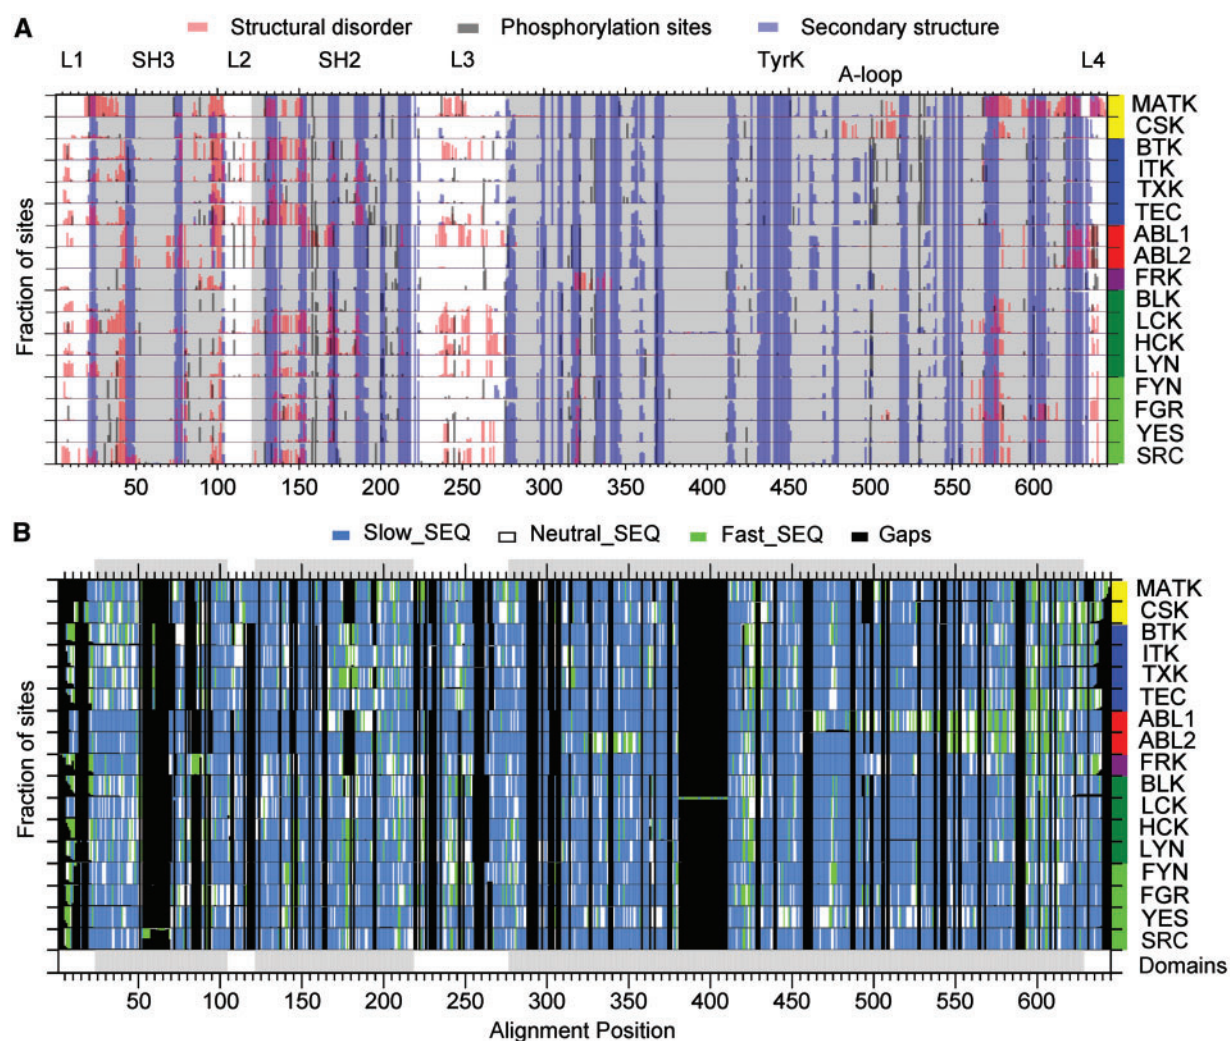 A
Structural disorder Phosphorylation sites Secondary structure
L1 SH3 L2 SH2 L3 TyrK A-loop L4
Fraction of sites
MATK
CSK
BTK
ITK
TXK
TEC
ABL1
ABL2
FRK
BLK
LCK
HCK
LYN
FYN
FGR
YES
SRC
50 100 150 200 250 300 350 400 450 500 550 600
B
Slow_SEQ Neutral_SEQ Fast_SEQ Gaps
Fraction of sites
MATK
CSK
BTK
ITK
TXK
TEC
ABL1
ABL2
FRK
BLK
LCK
HCK
LYN
FYN
FGR
YES
SRC
Domains
50 100 150 200 250 300 350 400 450 500 550 600
Alignment Position